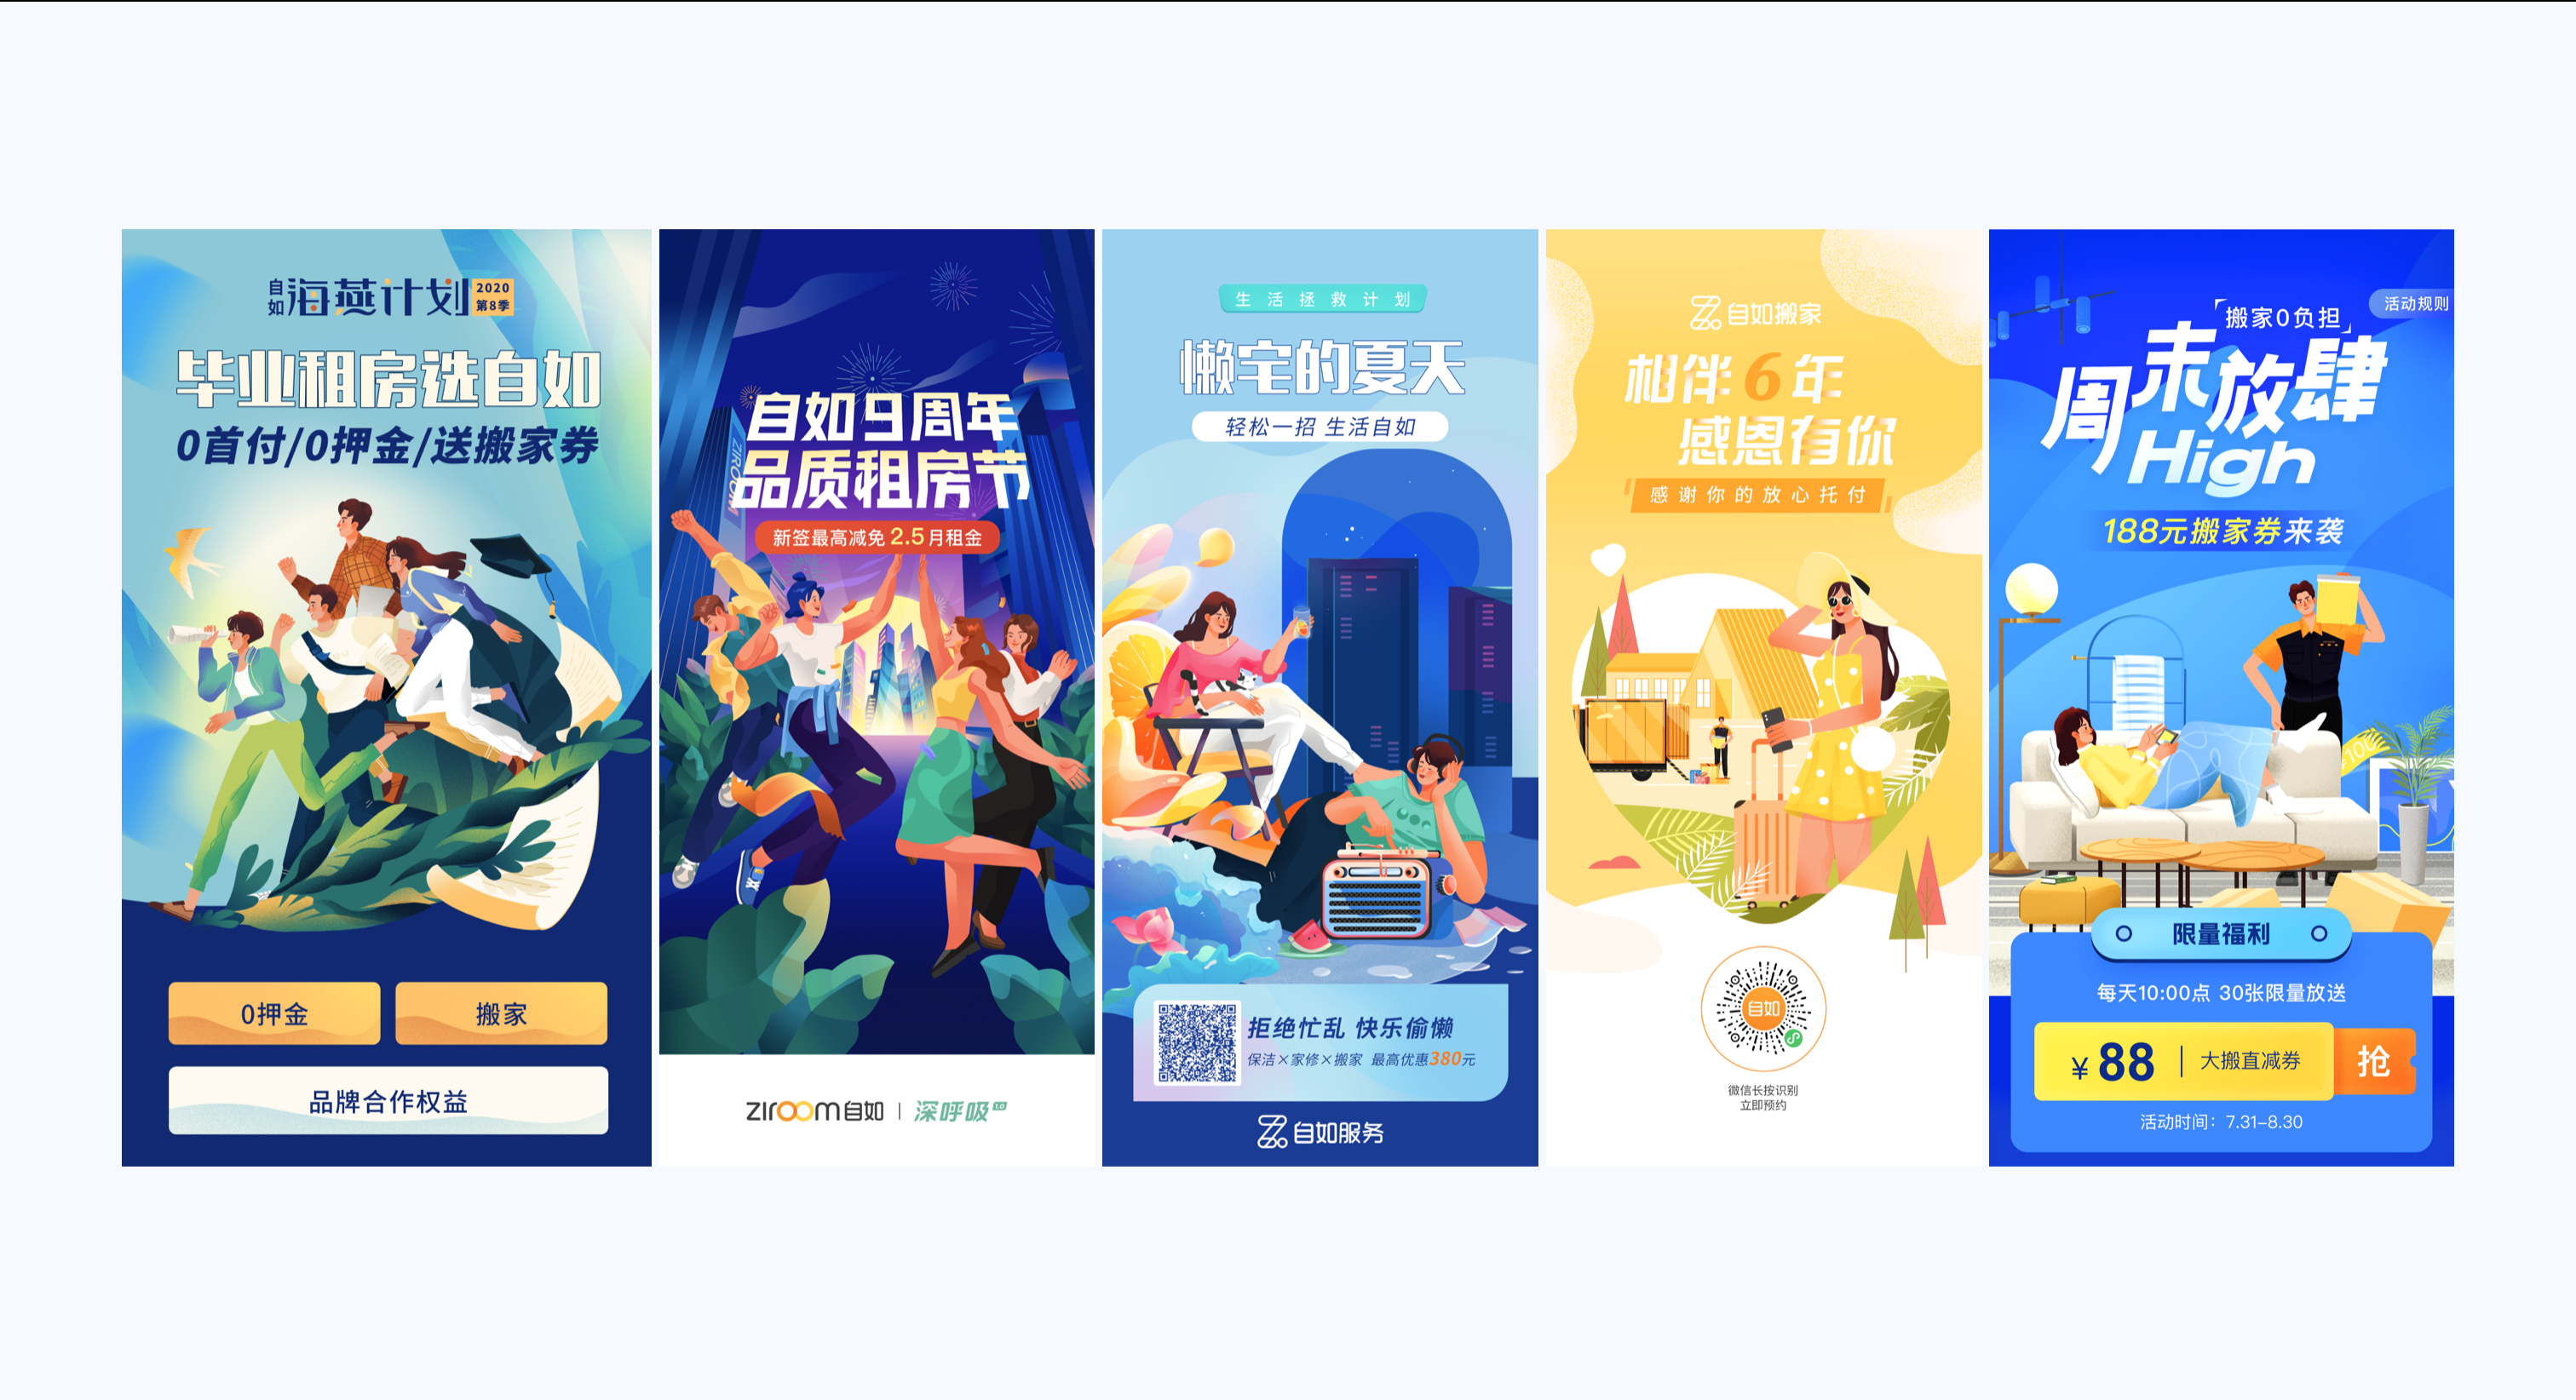 自如 海燕计划 2020 第8季
毕业租房选自如
0首付/0押金/送搬家券
0押金
搬家
品牌合作权益
ZIROOM
自如9周年
品质租房节
新签最高减免 2.5 月租金
ziroom自如 | 深呼吸 1.0
生活拯救计划
懒宅的夏天
轻松一招 生活自如
拒绝忙乱 快乐偷懒
保洁×家修×搬家 最高优惠380元
自如服务
自如搬家
相伴6年
感恩有你
感谢你的放心托付
自如
微信长按识别
立即预约
活动规则
搬家0负担
周末放肆
High
188元搬家券来袭
限量福利
每天10:00点 30张限量放送
¥88 | 大搬直减券 抢
活动时间：7.31-8.30